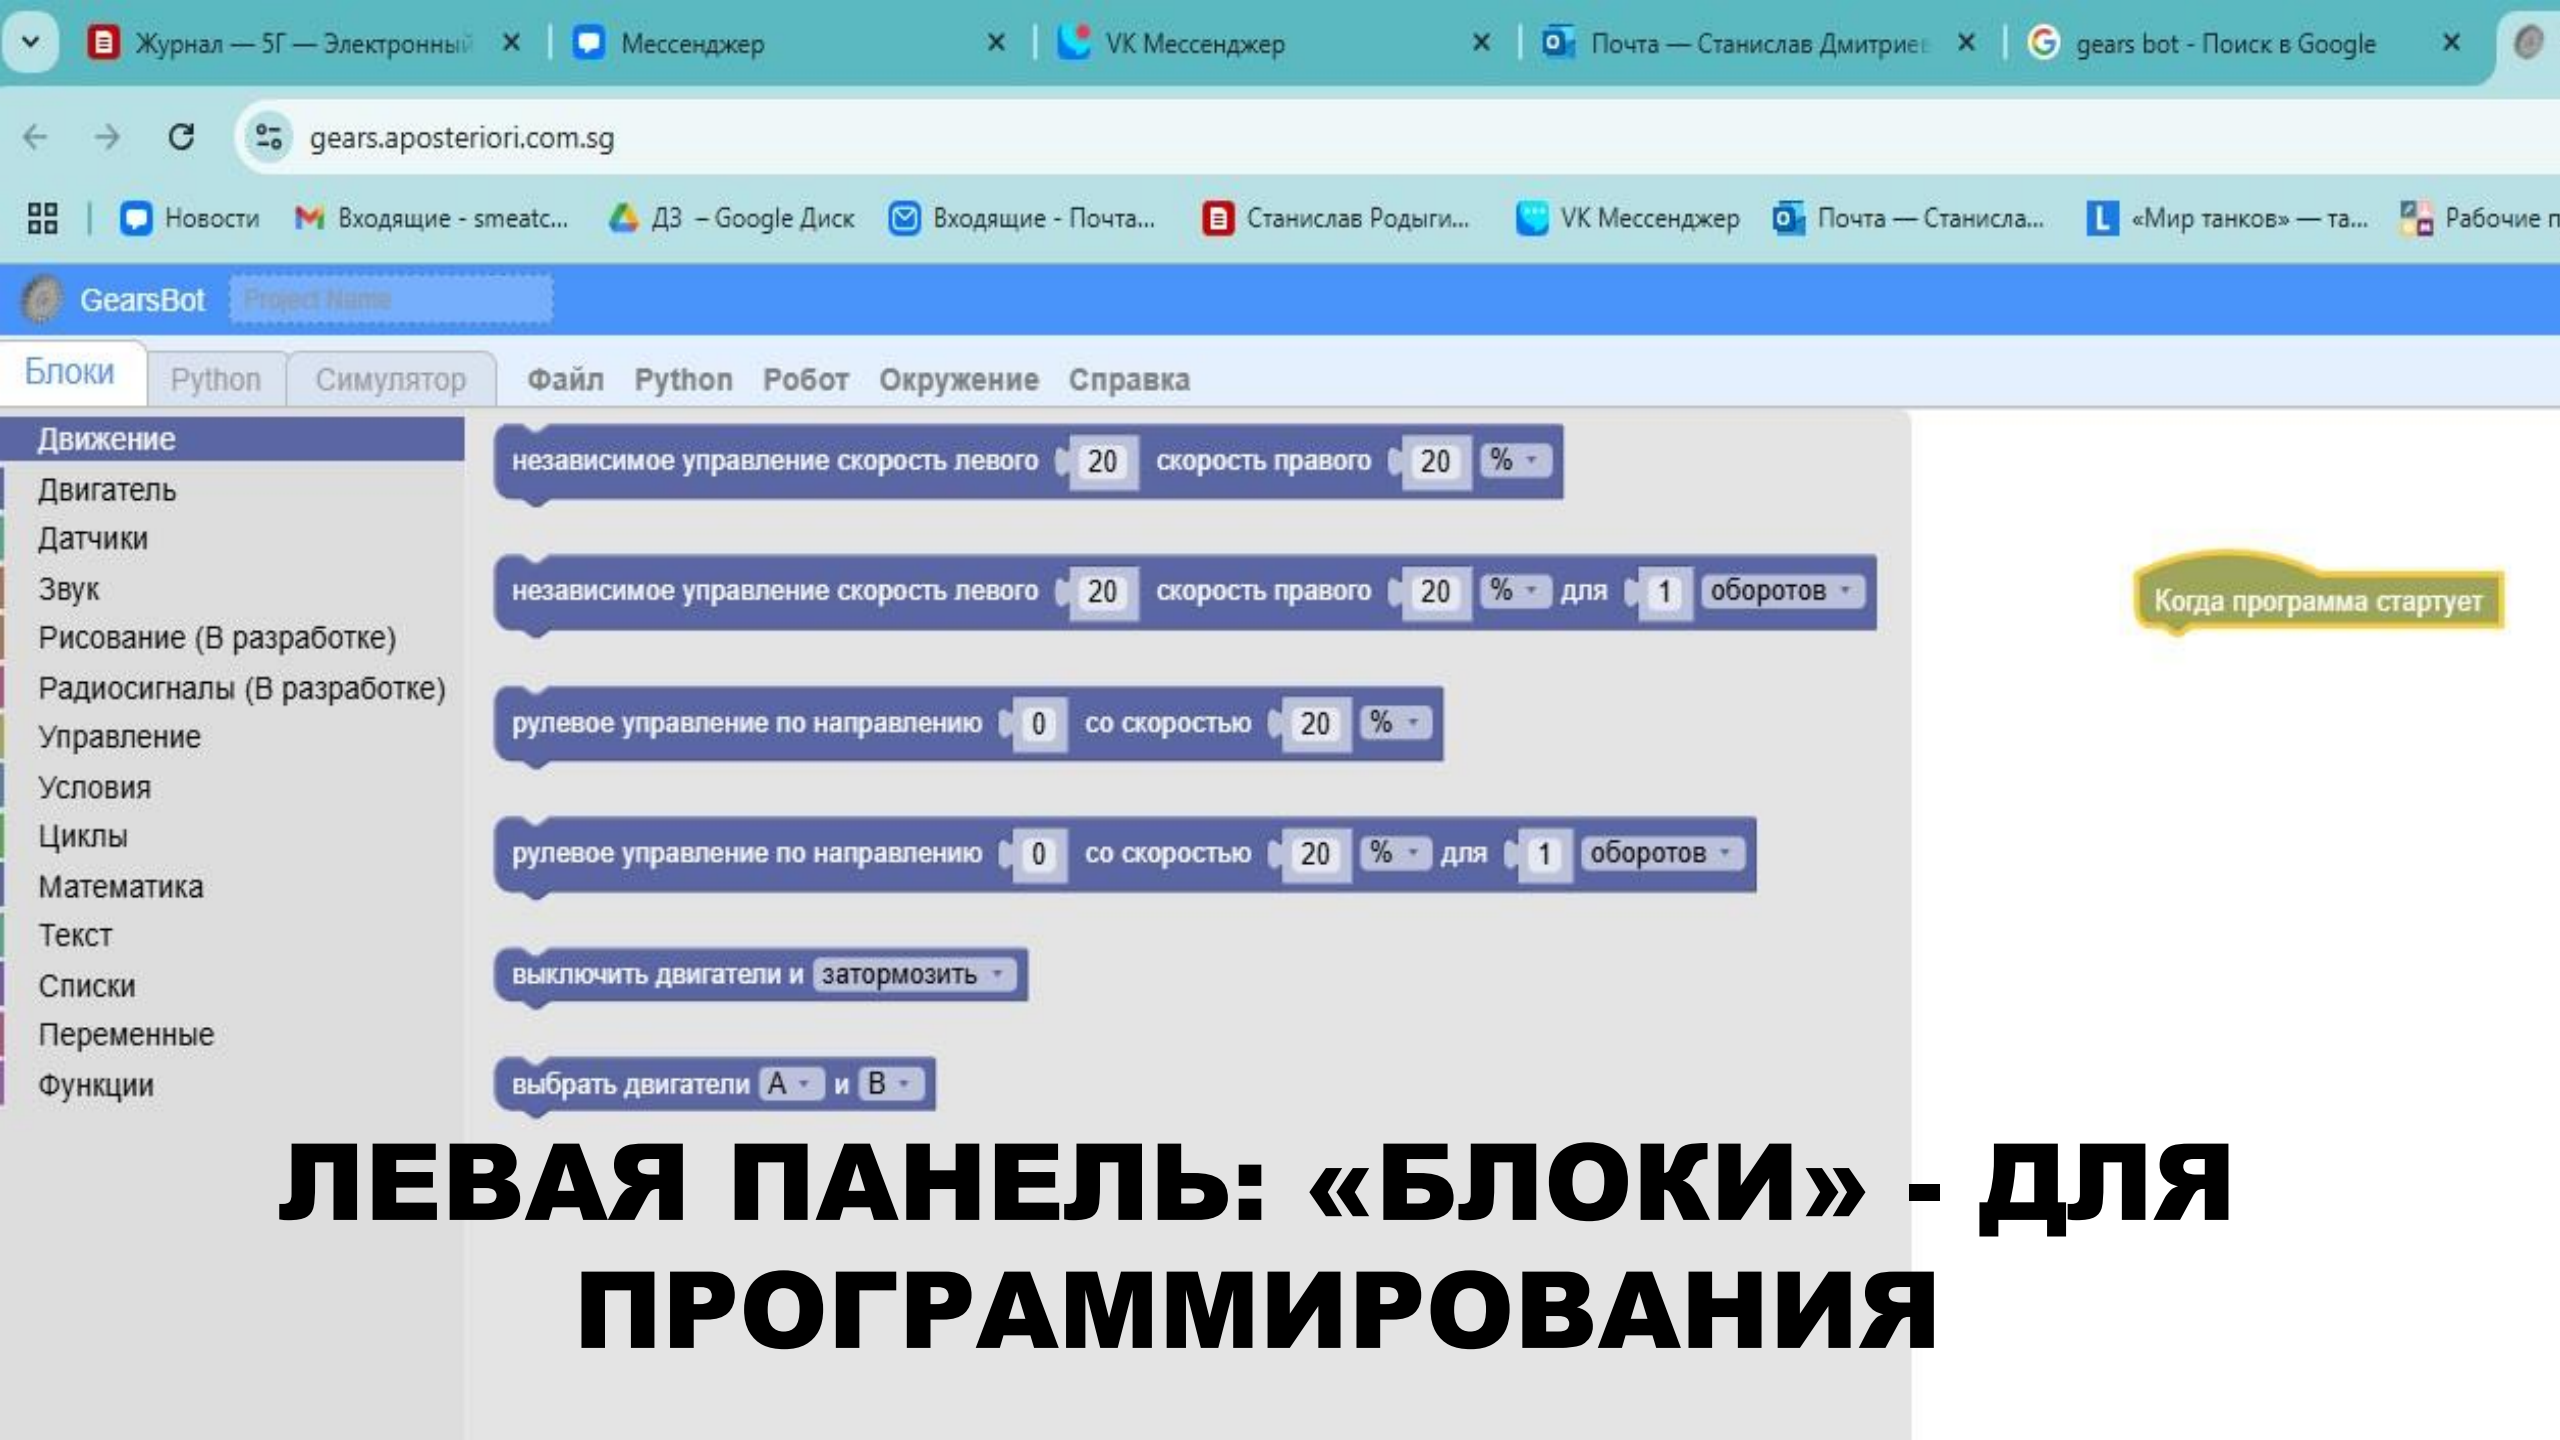 Журнал — 5Г — Электронный
Мессенджер
VK Мессенджер
Почта — Станислав Дмитрие
gears bot - Поиск в Google
gears.aposteriori.com.sg
Новости
Входящие - smeatc...
ДЗ – Google Диск
Входящие - Почта...
Станислав Родыги...
VK Мессенджер
Почта — Станисла...
«Мир танков» — та...
Рабочие п
GearsBot Project Name
Блоки Python Симулятор Файл Python Робот Окружение Справка
Движение
Двигатель
Датчики
Звук
Рисование (В разработке)
Радиосигналы (В разработке)
Управление
Условия
Циклы
Математика
Текст
Списки
Переменные
Функции
независимое управление скорость левого 20 скорость правого 20 %
независимое управление скорость левого 20 скорость правого 20 % для 1 оборотов
рулевое управление по направлению 0 со скоростью 20 %
рулевое управление по направлению 0 со скоростью 20 % для 1 оборотов
выключить двигатели и затормозить
выбрать двигатели A и B
Когда программа стартует
ЛЕВАЯ ПАНЕЛЬ: «БЛОКИ» - ДЛЯ
ПРОГРАММИРОВАНИЯ